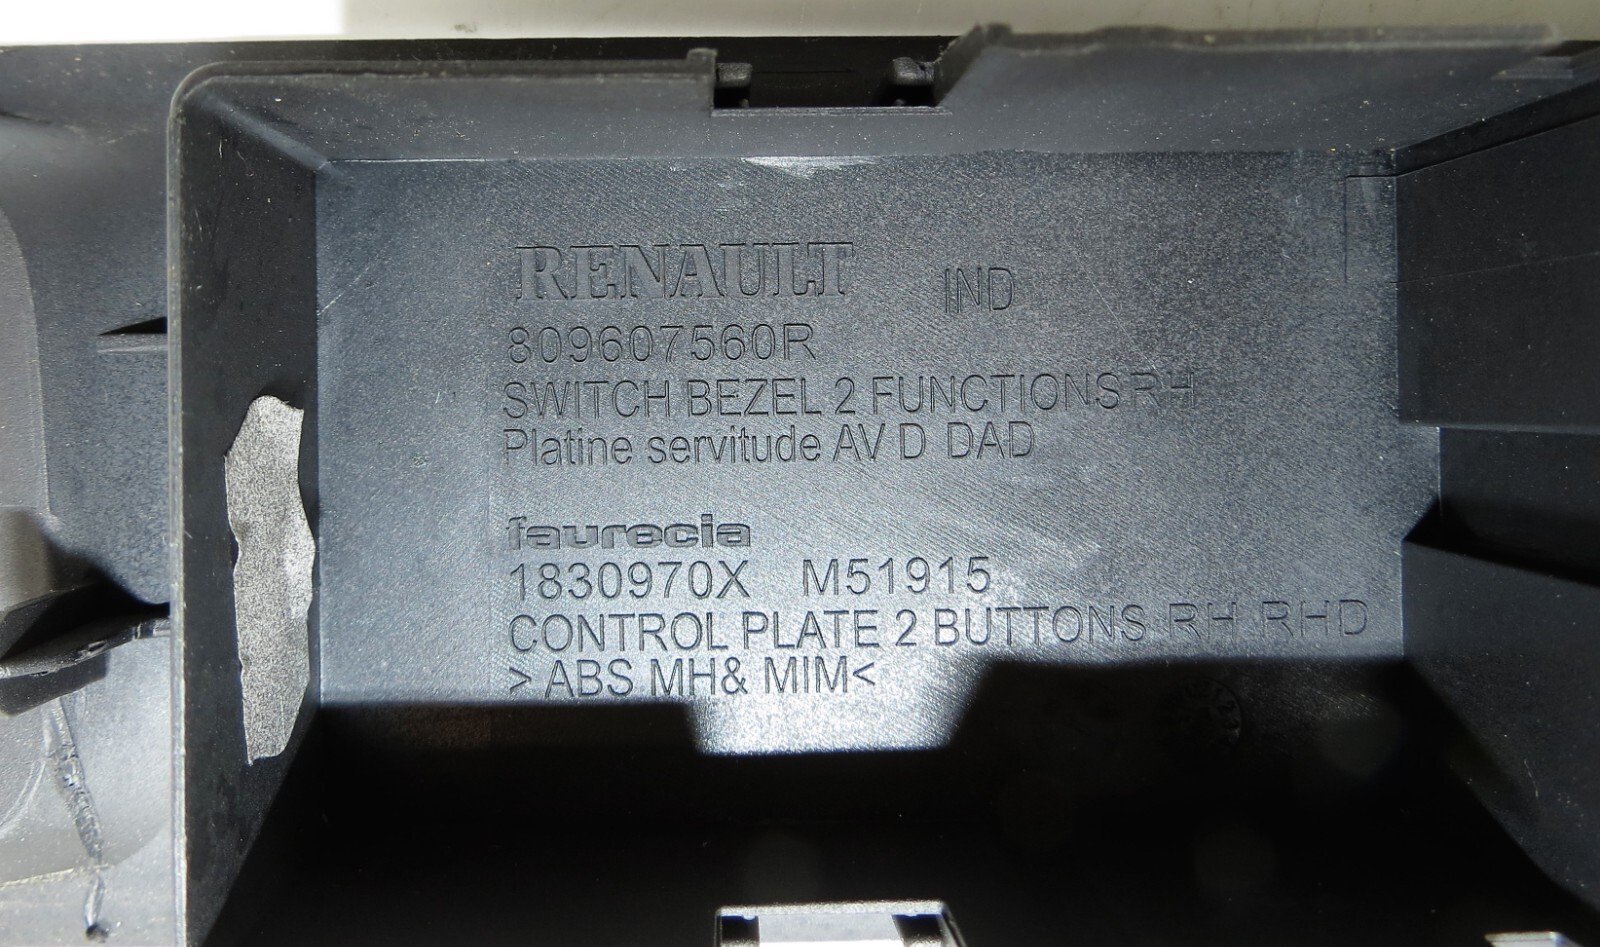 RENAULT IND
809607560R
SWITCH BEZEL 2 FUNCTIONS RH
Platine servitude AV D DAD
faurecia
1830970X M51915
CONTROL PLATE 2 BUTTONS RH RHD
>ABS MH& MIM<